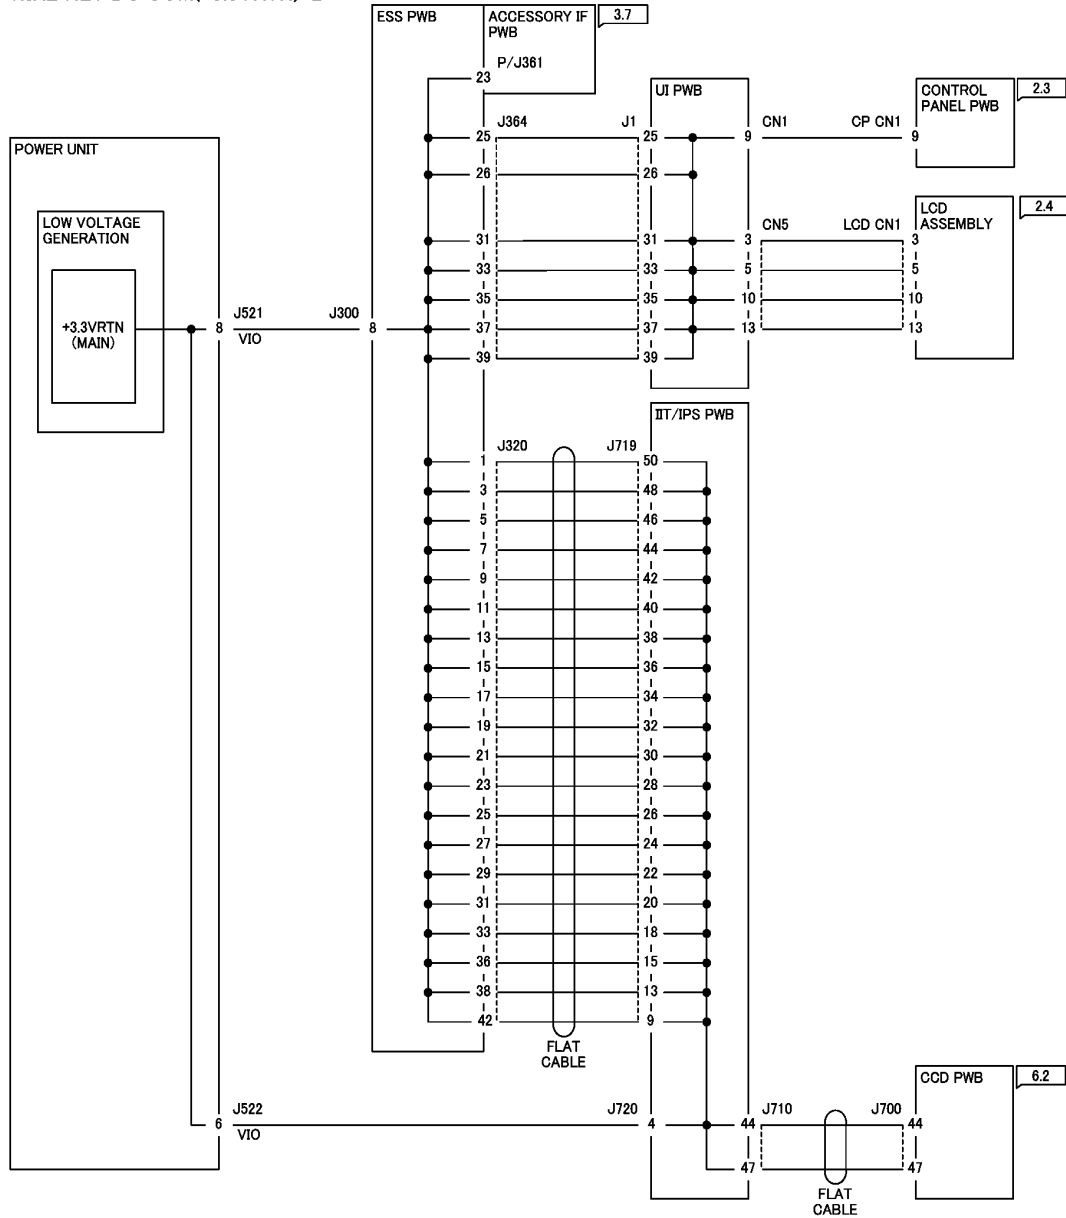 ESS PWB
ACCESSORY IF
PWB
3.7
P/J361
23
UI PWB
CONTROL
PANEL PWB
2.3
J364
J1
CN1
CP CN1
25
25
9
9
26
26
POWER UNIT
LOW VOLTAGE
GENERATION
+3.3VRTN
(MAIN)
LCD
ASSEMBLY
2.4
CN5
LCD CN1
31
31
3
3
33
33
5
5
35
35
10
10
8
J521
VIO
J300
8
37
37
13
13
39
39
IIT/IPS PWB
J320
J719
1
50
3
48
5
46
7
44
9
42
11
40
13
38
15
36
17
34
19
32
21
30
23
28
25
26
27
24
29
22
31
20
33
18
36
15
38
13
42
9
FLAT
CABLE
CCD PWB
6.2
6
J522
VIO
J720
4
44
J710
J700
44
47
47
FLAT
CABLE